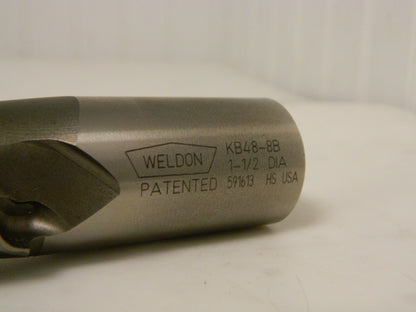 WELDON
PATENTED
KB48-8B
1-1/2 DIA
591613 HS USA